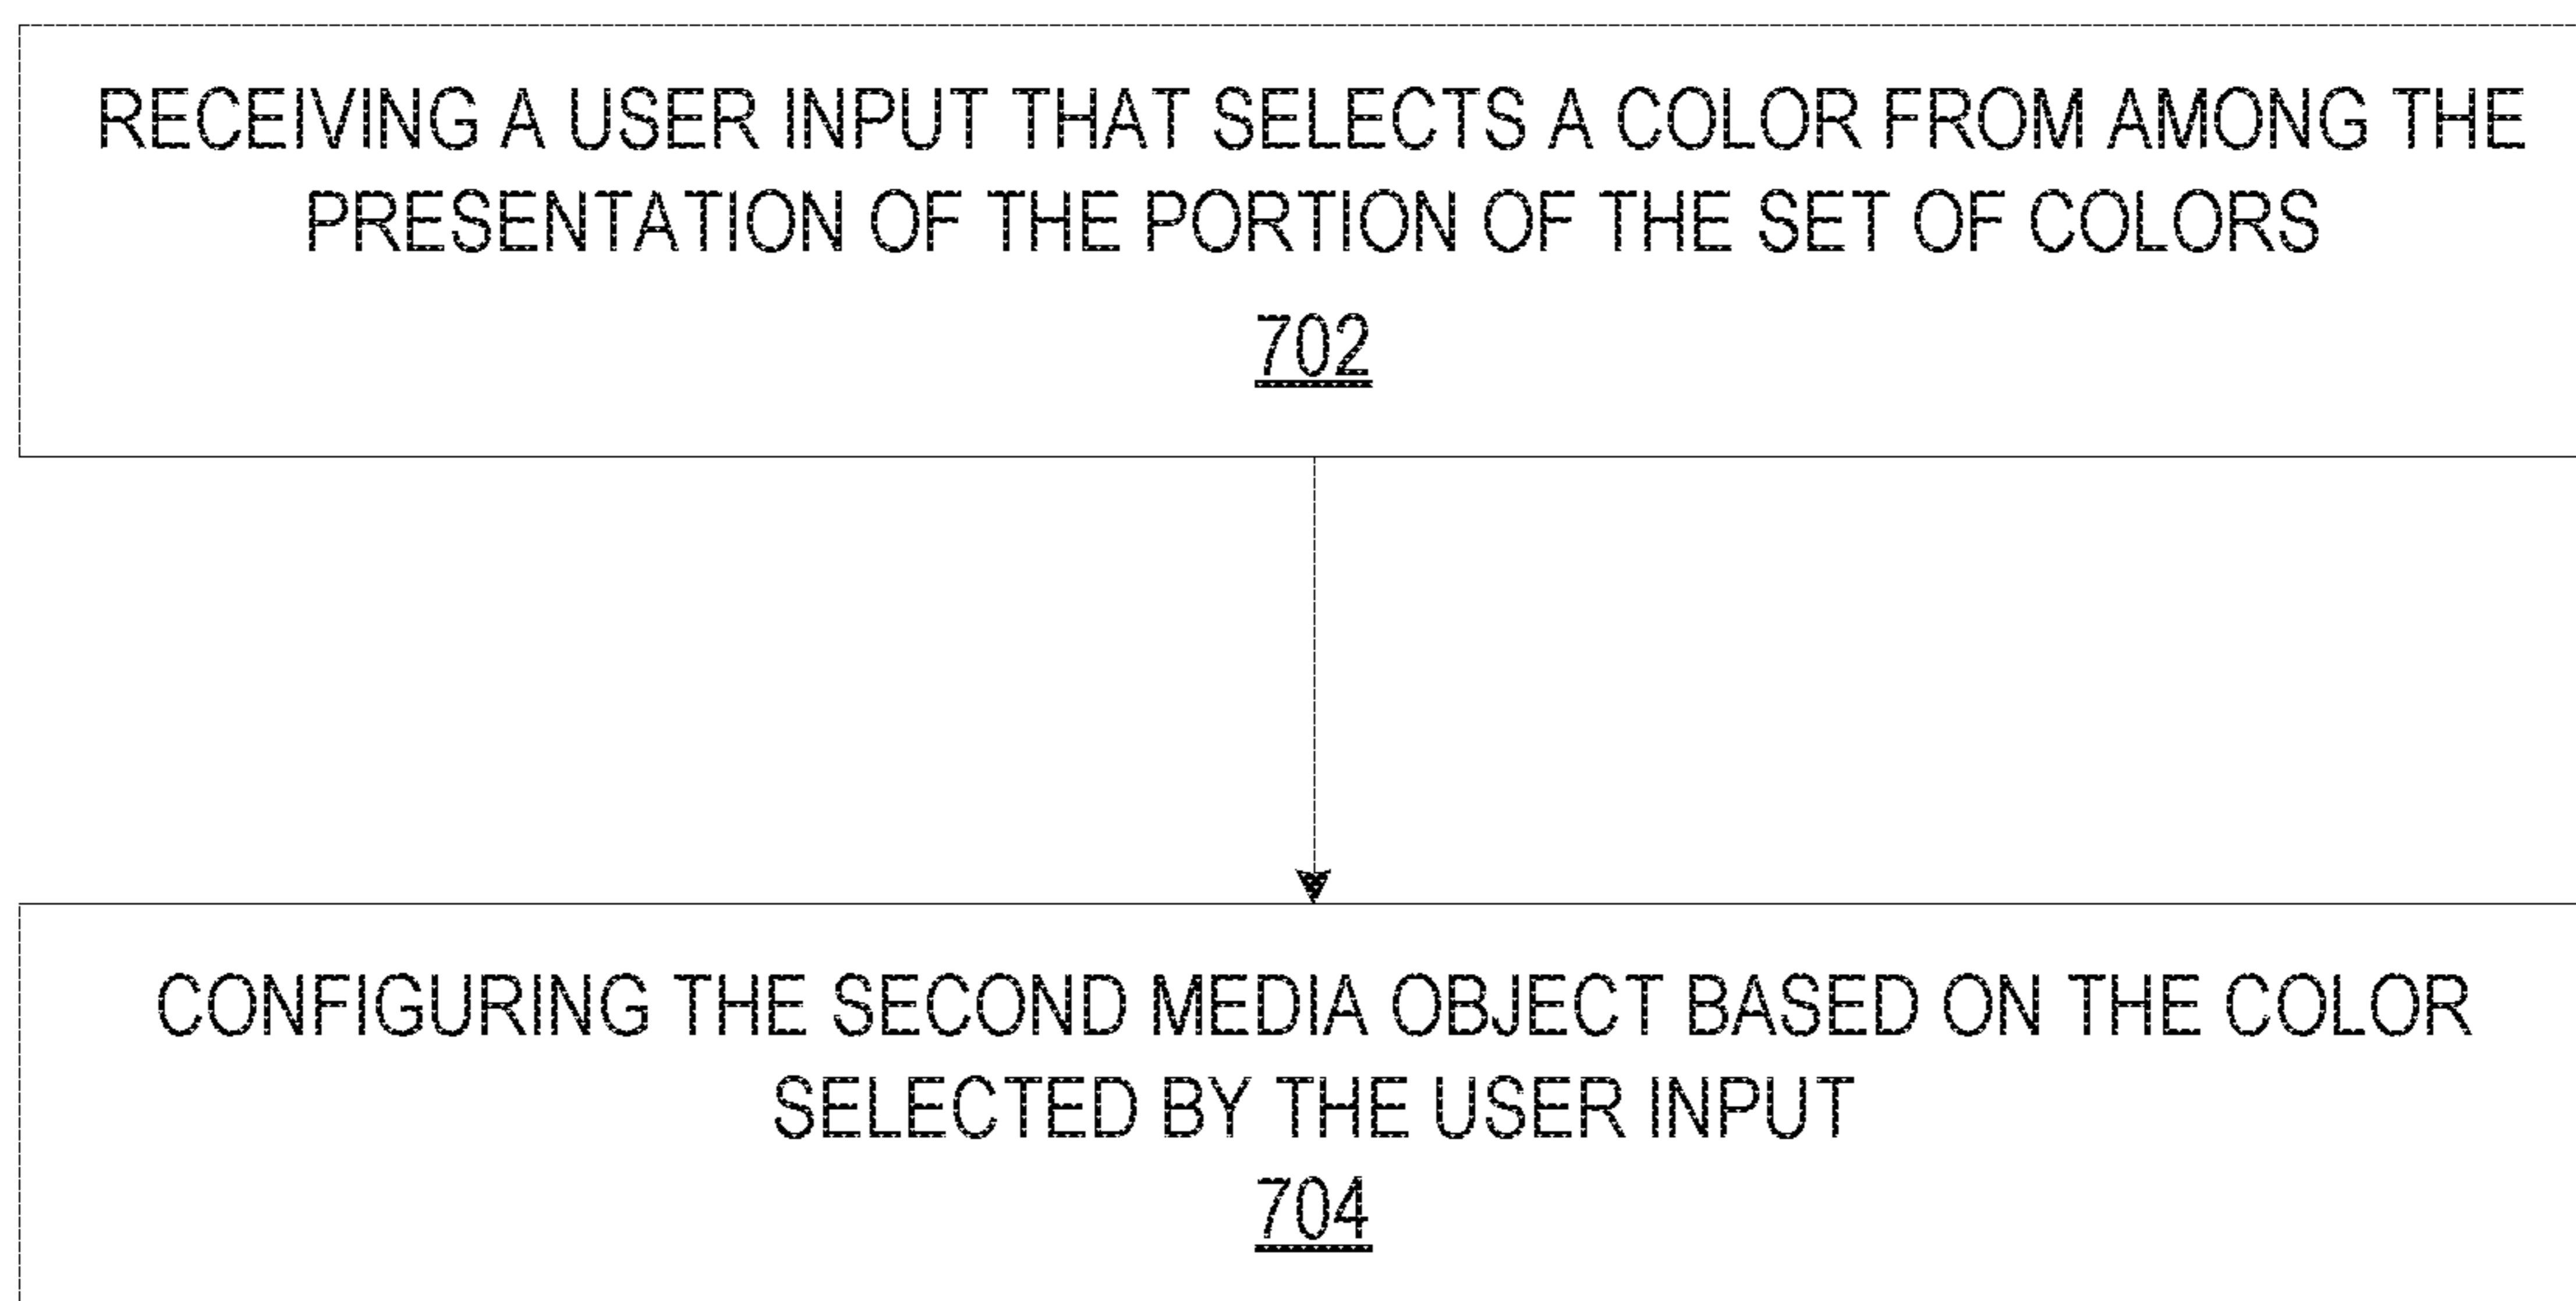 RECEIVING A USER INPUT THAT SELECTS A COLOR FROM AMONG THE
PRESENTATION OF THE PORTION OF THE SET OF COLORS
702
CONFIGURING THE SECOND MEDIA OBJECT BASED ON THE COLOR
SELECTED BY THE USER INPUT
704